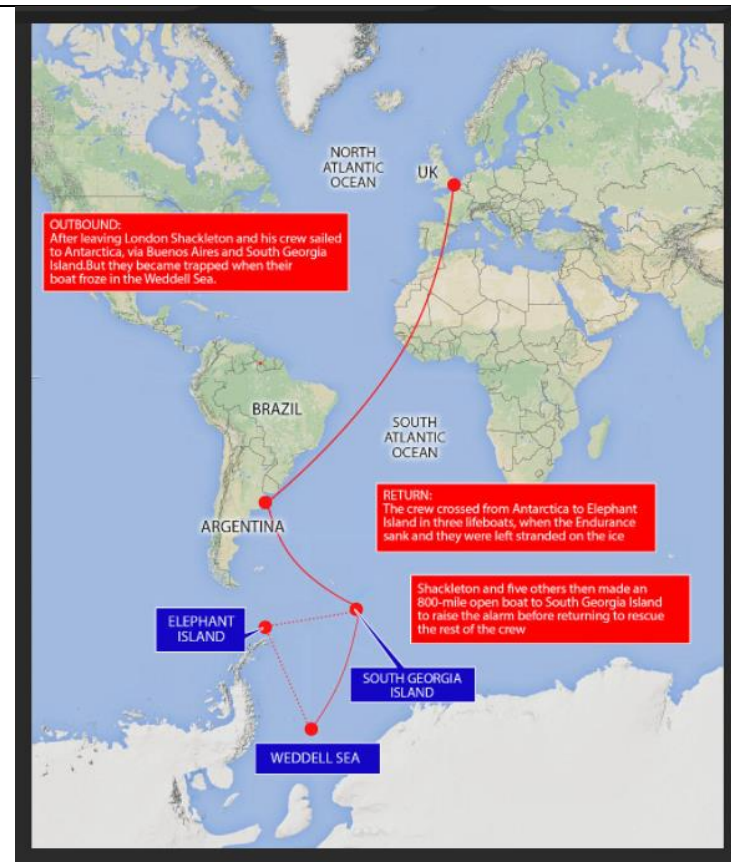 NORTH
ATLANTIC
OCEAN
UK
OUTBOUND:
After leaving London Shackleton and his crew sailed
to Antarctica, via Buenos Aires and South Georgia
Island.But they became trapped when their
boat froze in the Weddell Sea.
BRAZIL
SOUTH
ATLANTIC
OCEAN
RETURN:
The crew crossed from Antarctica to Elephant
Island in three lifeboats, when the Endurance
sank and they were left stranded on the ice
ARGENTINA
Shackleton and five others then made an
800-mile open boat to South Georgia Island
to raise the alarm before returning to rescue
the rest of the crew
ELEPHANT
ISLAND
SOUTH GEORGIA
ISLAND
WEDDELL SEA